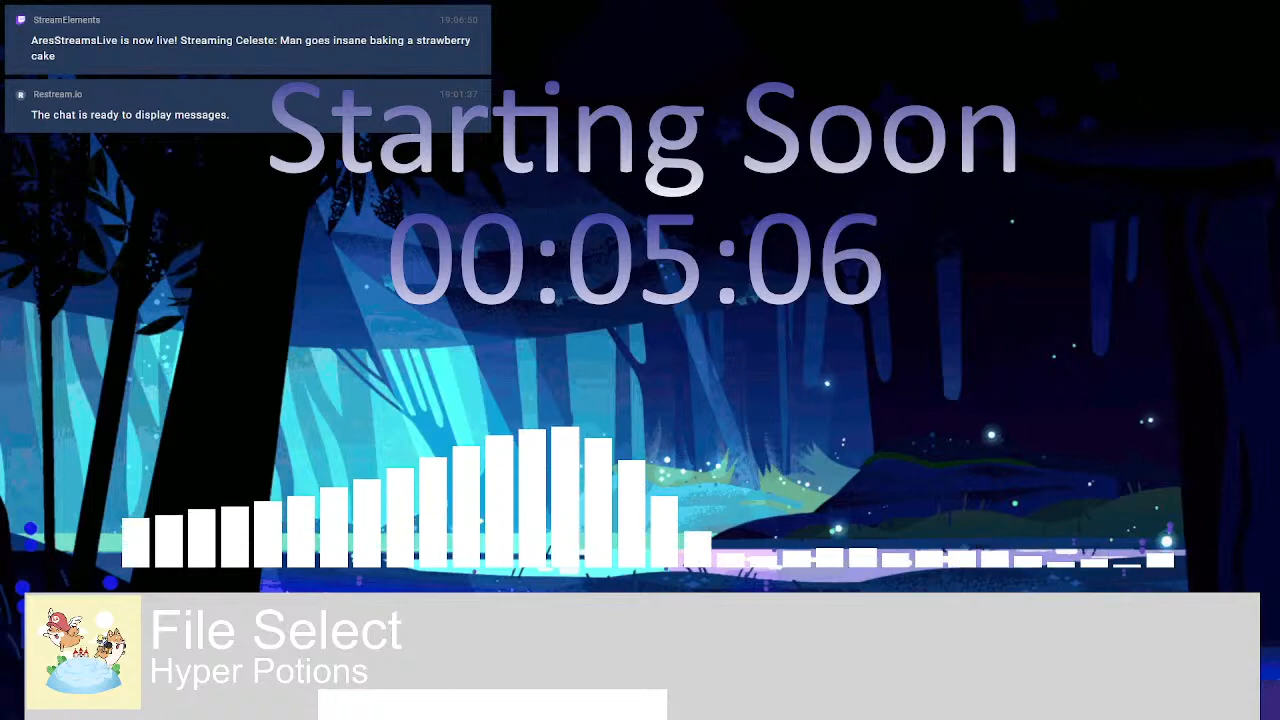 StreamElements 19:06:50
AresStreamsLive is now live! Streaming Celeste: Man goes insane baking a strawberry
cake
Restream.io 19:01:37
The chat is ready to display messages.
Starting Soon
00:05:06
File Select
Hyper Potions